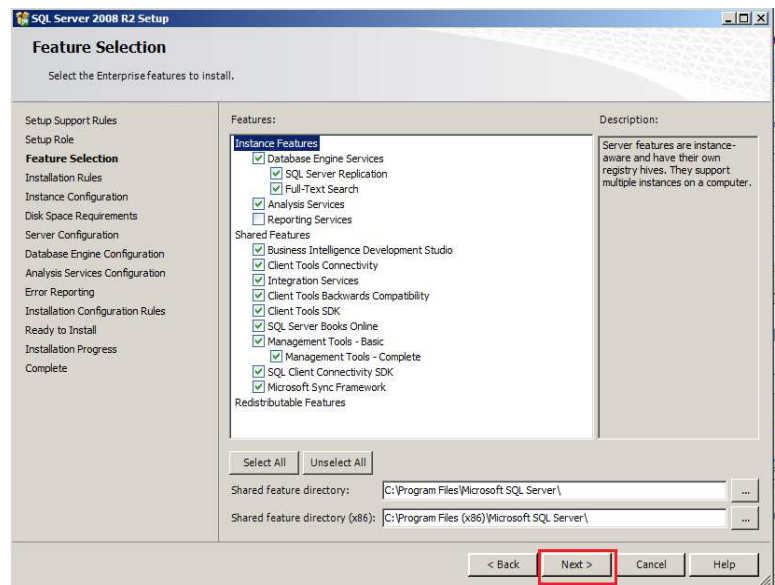 SQL Server 2008 R2 Setup
Feature Selection
Select the Enterprise features to install.
Setup Support Rules
Setup Role
Feature Selection
Installation Rules
Instance Configuration
Disk Space Requirements
Server Configuration
Database Engine Configuration
Analysis Services Configuration
Error Reporting
Installation Configuration Rules
Ready to Install
Installation Progress
Complete
Features:
Instance Features
Database Engine Services
SQL Server Replication
Full-Text Search
Analysis Services
Reporting Services
Shared Features
Business Intelligence Development Studio
Client Tools Connectivity
Integration Services
Client Tools Backwards Compatibility
Client Tools SDK
SQL Server Books Online
Management Tools - Basic
Management Tools - Complete
SQL Client Connectivity SDK
Microsoft Sync Framework
Redistributable Features
Description:
Server features are instance-
aware and have their own
registry hives. They support
multiple instances on a computer.
Select All
Unselect All
Shared feature directory:
C:\Program Files\Microsoft SQL Server\
...
Shared feature directory (x86):
C:\Program Files (x86)\Microsoft SQL Server\
...
< Back
Next >
Cancel
Help